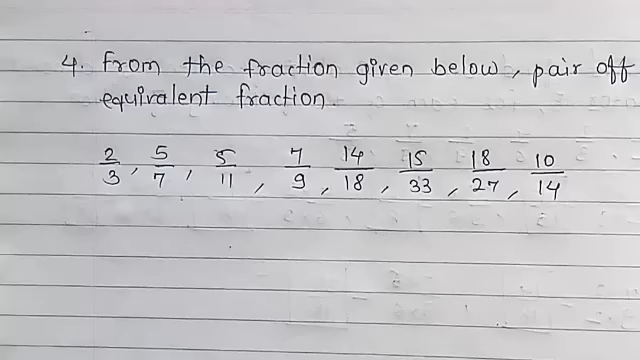 4. From the fraction given below, pair off
equivalent fraction.
2/3, 5/7, 5/11, 7/9, 14/18, 15/33, 18/27, 10/14